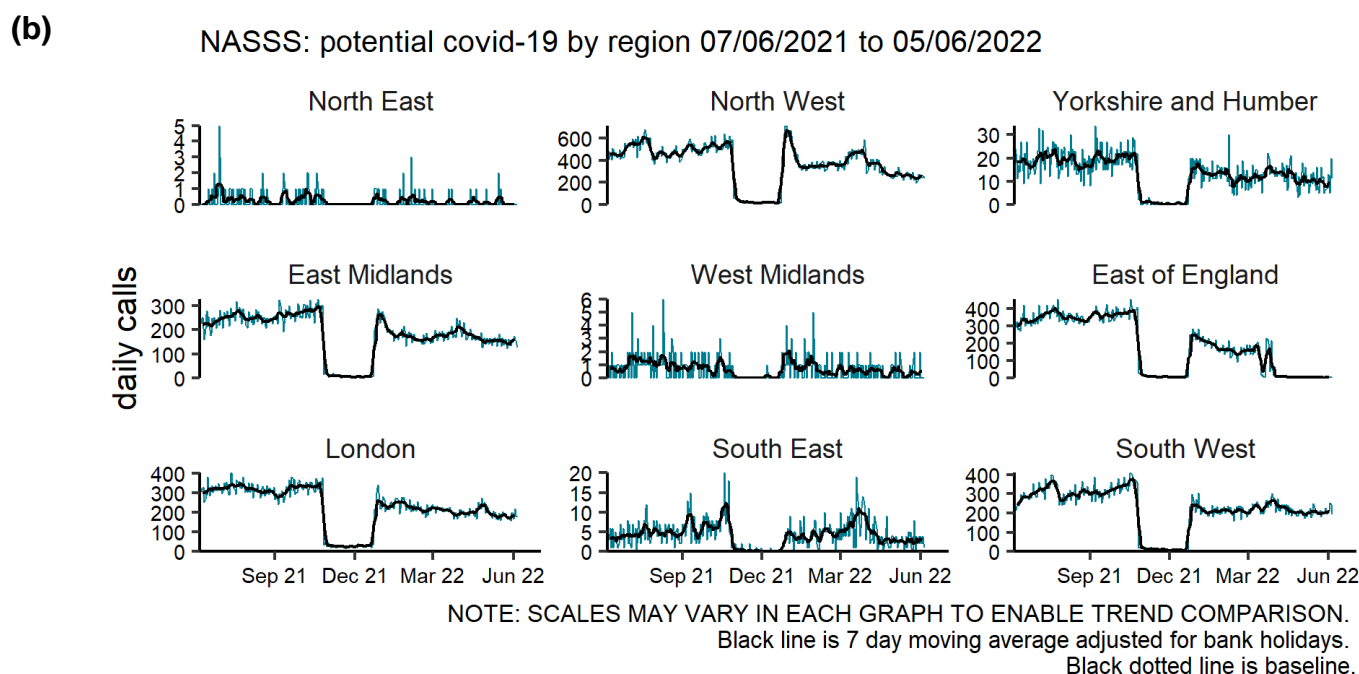 (b)
NASSS: potential covid-19 by region 07/06/2021 to 05/06/2022
daily calls
North East
5
4
3
2
1
0
North West
600
400
200
0
Yorkshire and Humber
30
20
10
0
East Midlands
300
200
100
0
West Midlands
6
5
4
3
2
1
0
East of England
400
300
200
100
0
London
400
300
200
100
0
Sep 21 Dec 21 Mar 22 Jun 22
South East
20
15
10
5
0
Sep 21 Dec 21 Mar 22 Jun 22
South West
400
300
200
100
0
Sep 21 Dec 21 Mar 22 Jun 22
NOTE: SCALES MAY VARY IN EACH GRAPH TO ENABLE TREND COMPARISON.
Black line is 7 day moving average adjusted for bank holidays.
Black dotted line is baseline.